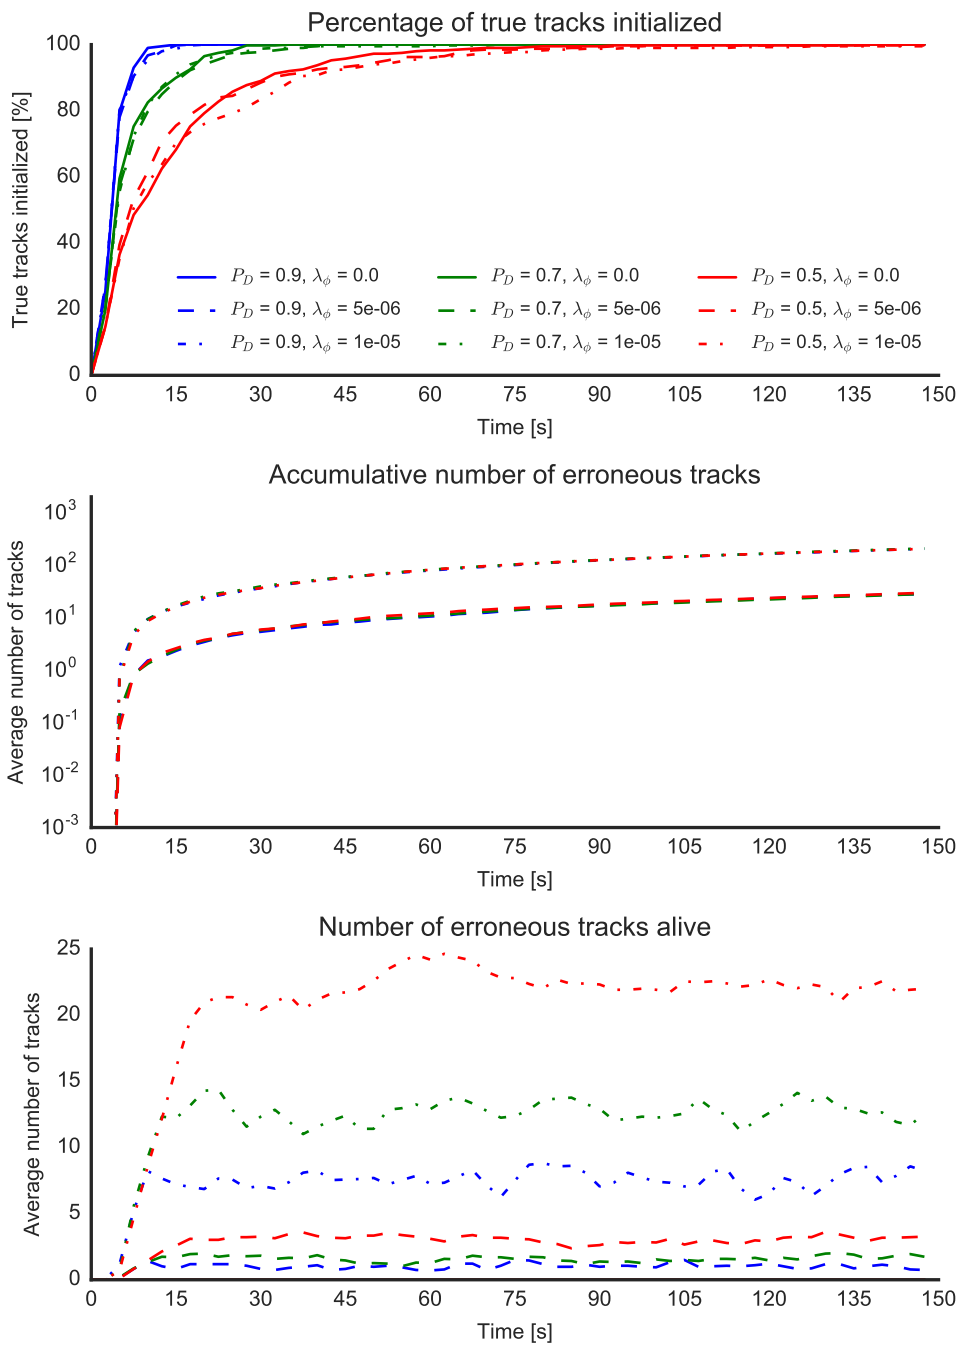 Percentage of true tracks initialized
100
80
60
40
20
0
True tracks initialized [%]
P_D = 0.9, λ_ϕ = 0.0
P_D = 0.7, λ_ϕ = 0.0
P_D = 0.5, λ_ϕ = 0.0
P_D = 0.9, λ_ϕ = 5e-06
P_D = 0.7, λ_ϕ = 5e-06
P_D = 0.5, λ_ϕ = 5e-06
P_D = 0.9, λ_ϕ = 1e-05
P_D = 0.7, λ_ϕ = 1e-05
P_D = 0.5, λ_ϕ = 1e-05
0 15 30 45 60 75 90 105 120 135 150
Time [s]
Accumulative number of erroneous tracks
10^3
10^2
10^1
10^0
10^-1
10^-2
10^-3
Average number of tracks
0 15 30 45 60 75 90 105 120 135 150
Time [s]
Number of erroneous tracks alive
25
20
15
10
5
0
Average number of tracks
0 15 30 45 60 75 90 105 120 135 150
Time [s]